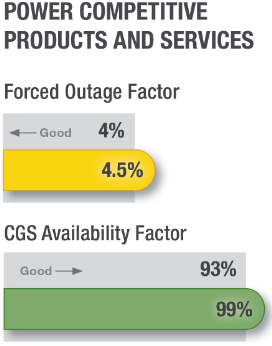 POWER COMPETITIVE
PRODUCTS AND SERVICES
Forced Outage Factor
Good 4%
4.5%
CGS Availability Factor
Good 93%
99%